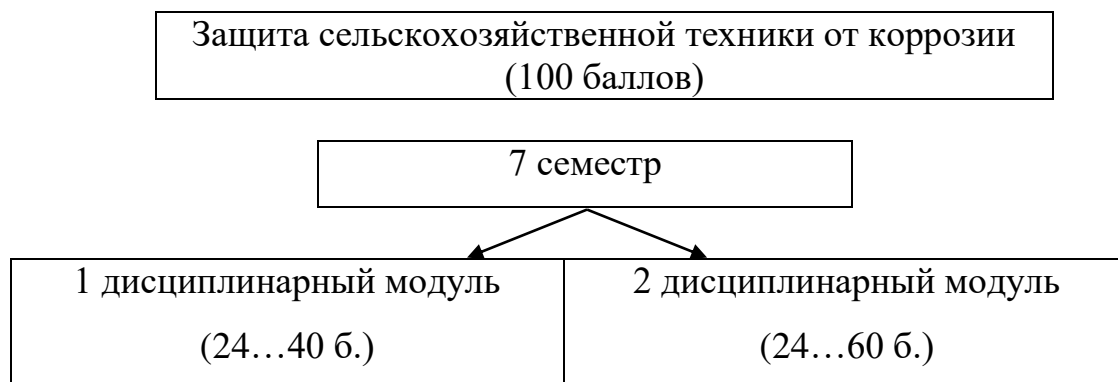 Защита сельскохозяйственной техники от коррозии
(100 баллов)
7 семестр
1 дисциплинарный модуль
(24…40 б.)
2 дисциплинарный модуль
(24…60 б.)